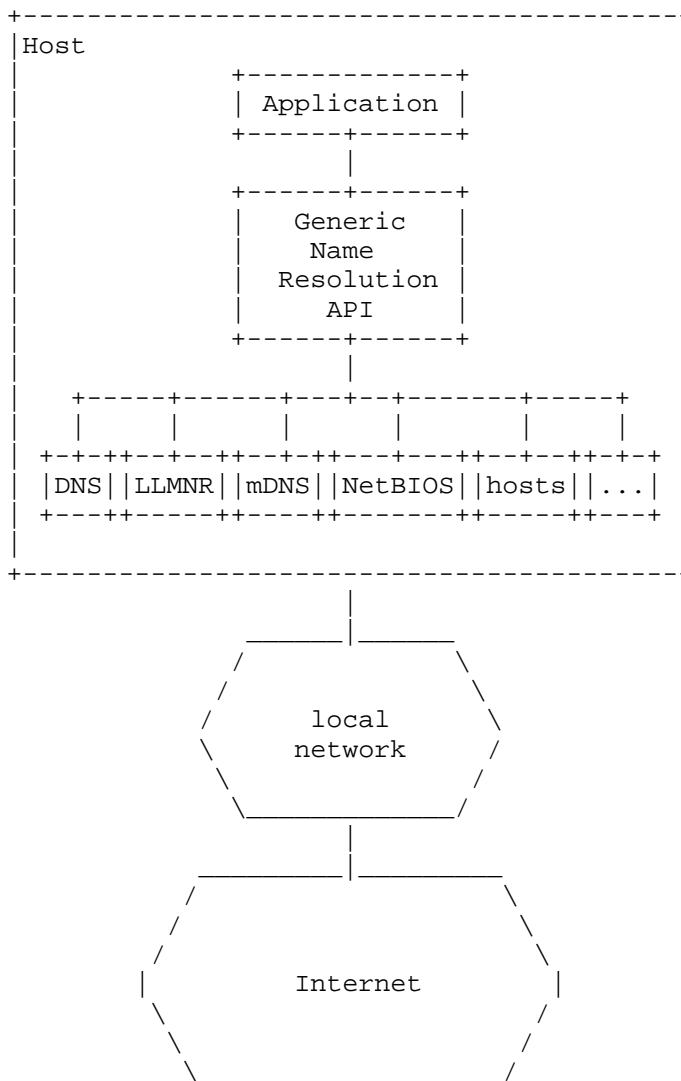 Host
Application
Generic
Name
Resolution
API
DNS LLMNR mDNS NetBIOS hosts ...
local
network
Internet